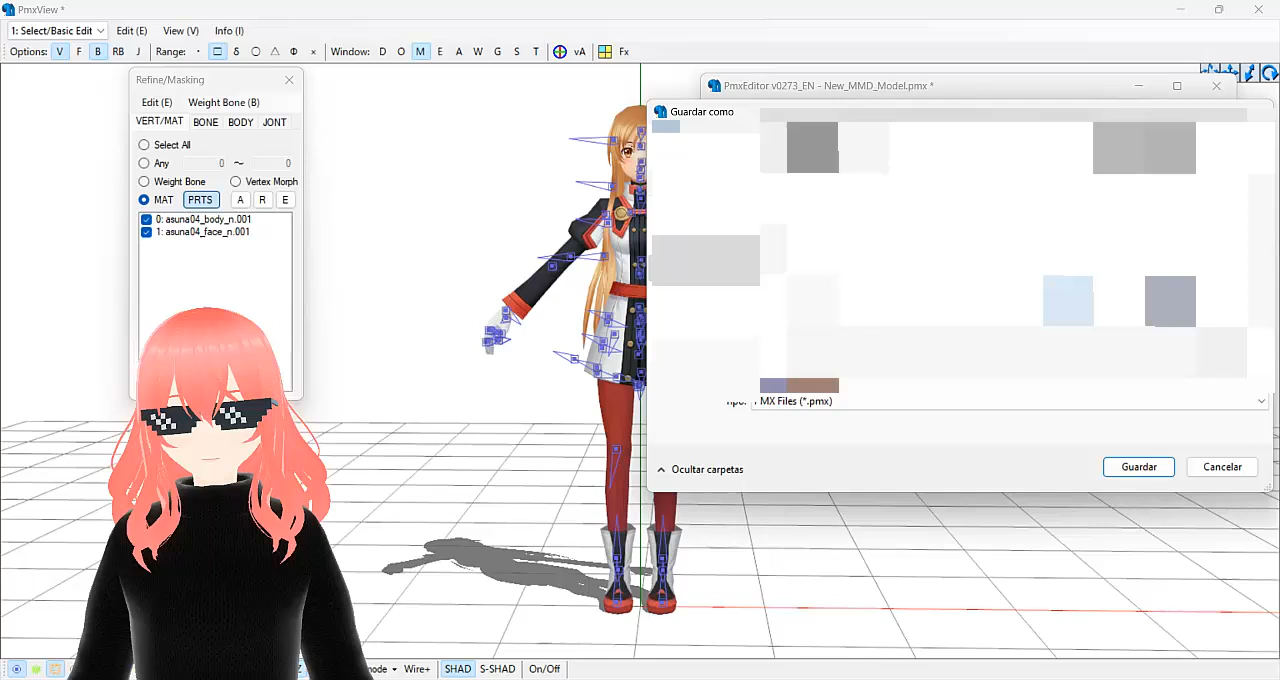 PmxView *
1: Select/Basic Edit Edit (E) View (V) Info (I)
Options: V F B RB J Range: Window: D O M E A W G S T vA Fx
Refine/Masking
Edit (E) Weight Bone (B)
VERT/MAT BONE BODY JONT
Select All
Any 0 ～ 0
Weight Bone Vertex Morph
MAT PRTS A R E
0: asuna04_body_n.001
1: asuna04_face_n.001
PmxEditor v0273_EN - New_MMD_Model.pmx *
Guardar como
MX Files (*.pmx)
Ocultar carpetas
Guardar Cancelar
Wire+ SHAD S-SHAD On/Off